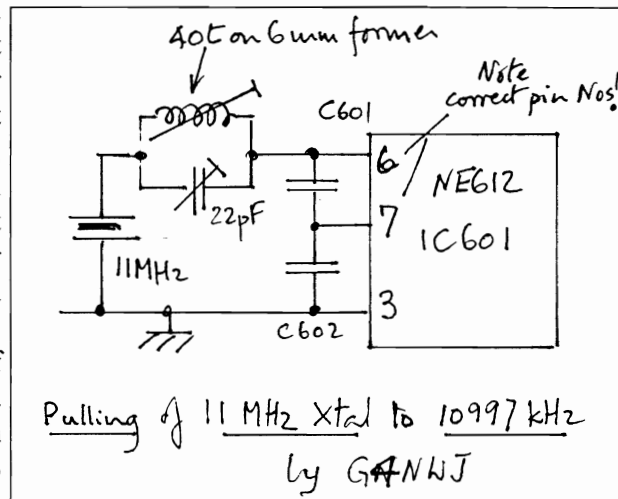 40t on 6mm former
Note
correct pin Nos!
C601
6
NE612
7
IC601
22pF
11MHz
3
C602
Pulling of 11 MHz Xtal to 10997 kHz
by G4NWJ